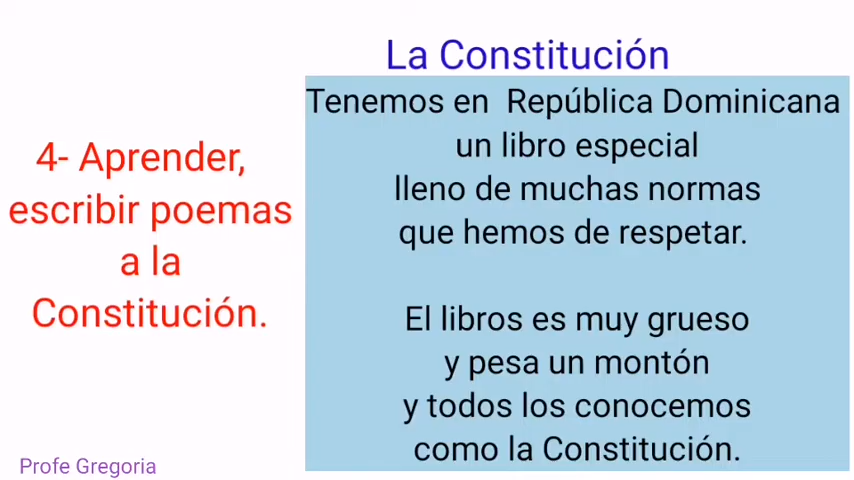 La Constitución
4- Aprender,
escribir poemas
a la
Constitución.
Tenemos en República Dominicana
un libro especial
lleno de muchas normas
que hemos de respetar.
El libros es muy grueso
y pesa un montón
y todos los conocemos
como la Constitución.
Profe Gregoria